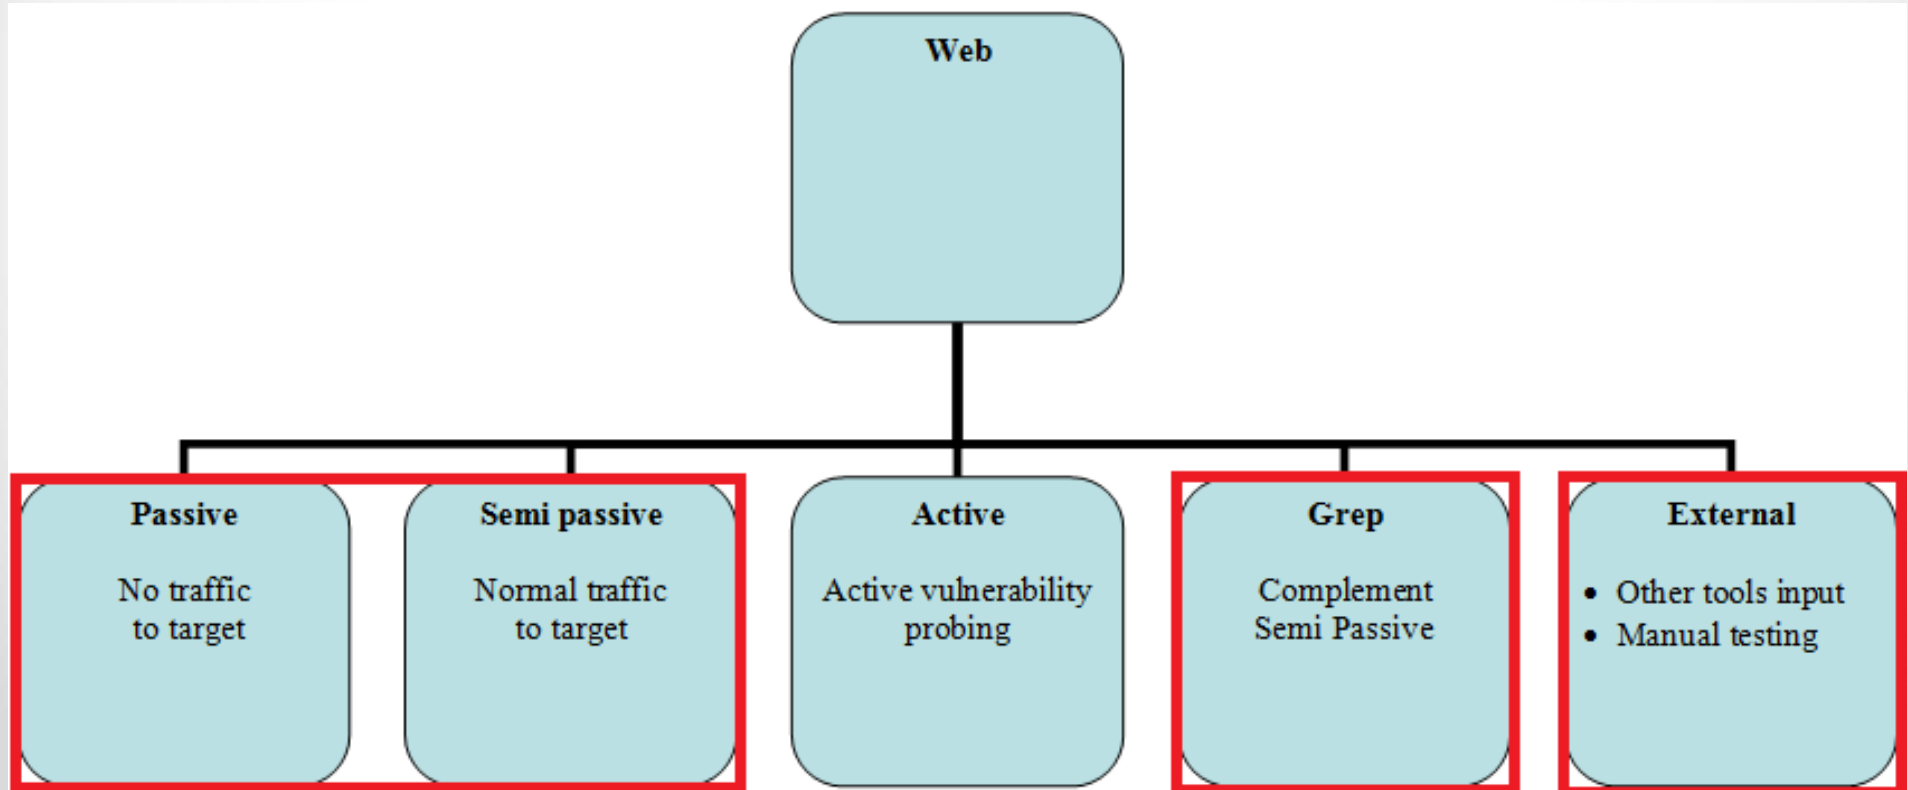 Web
Passive
No traffic
to target
Semi passive
Normal traffic
to target
Active
Active vulnerability
probing
Grep
Complement
Semi Passive
External
• Other tools input
• Manual testing